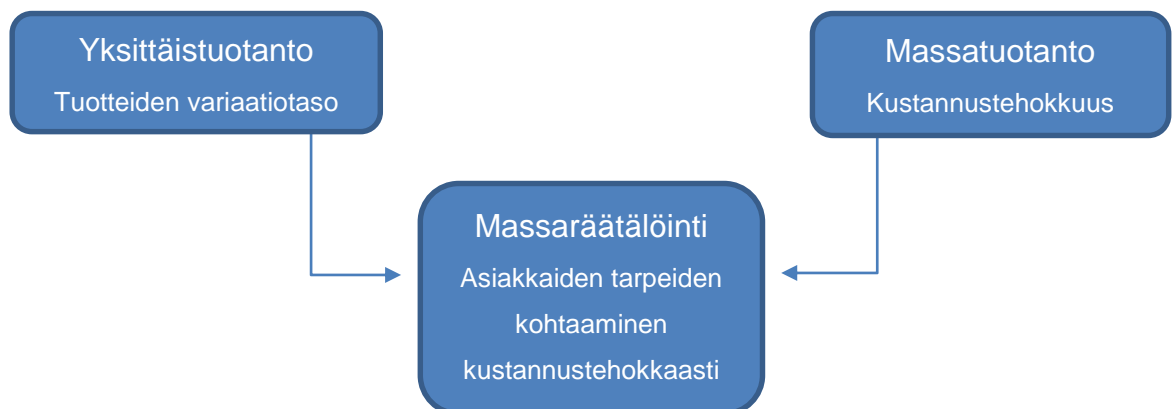 Yksittäistuotanto
Tuotteiden variaatiotaso
Massatuotanto
Kustannustehokkuus
Massaräätälöinti
Asiakkaiden tarpeiden
kohtaaminen
kustannustehokkaasti